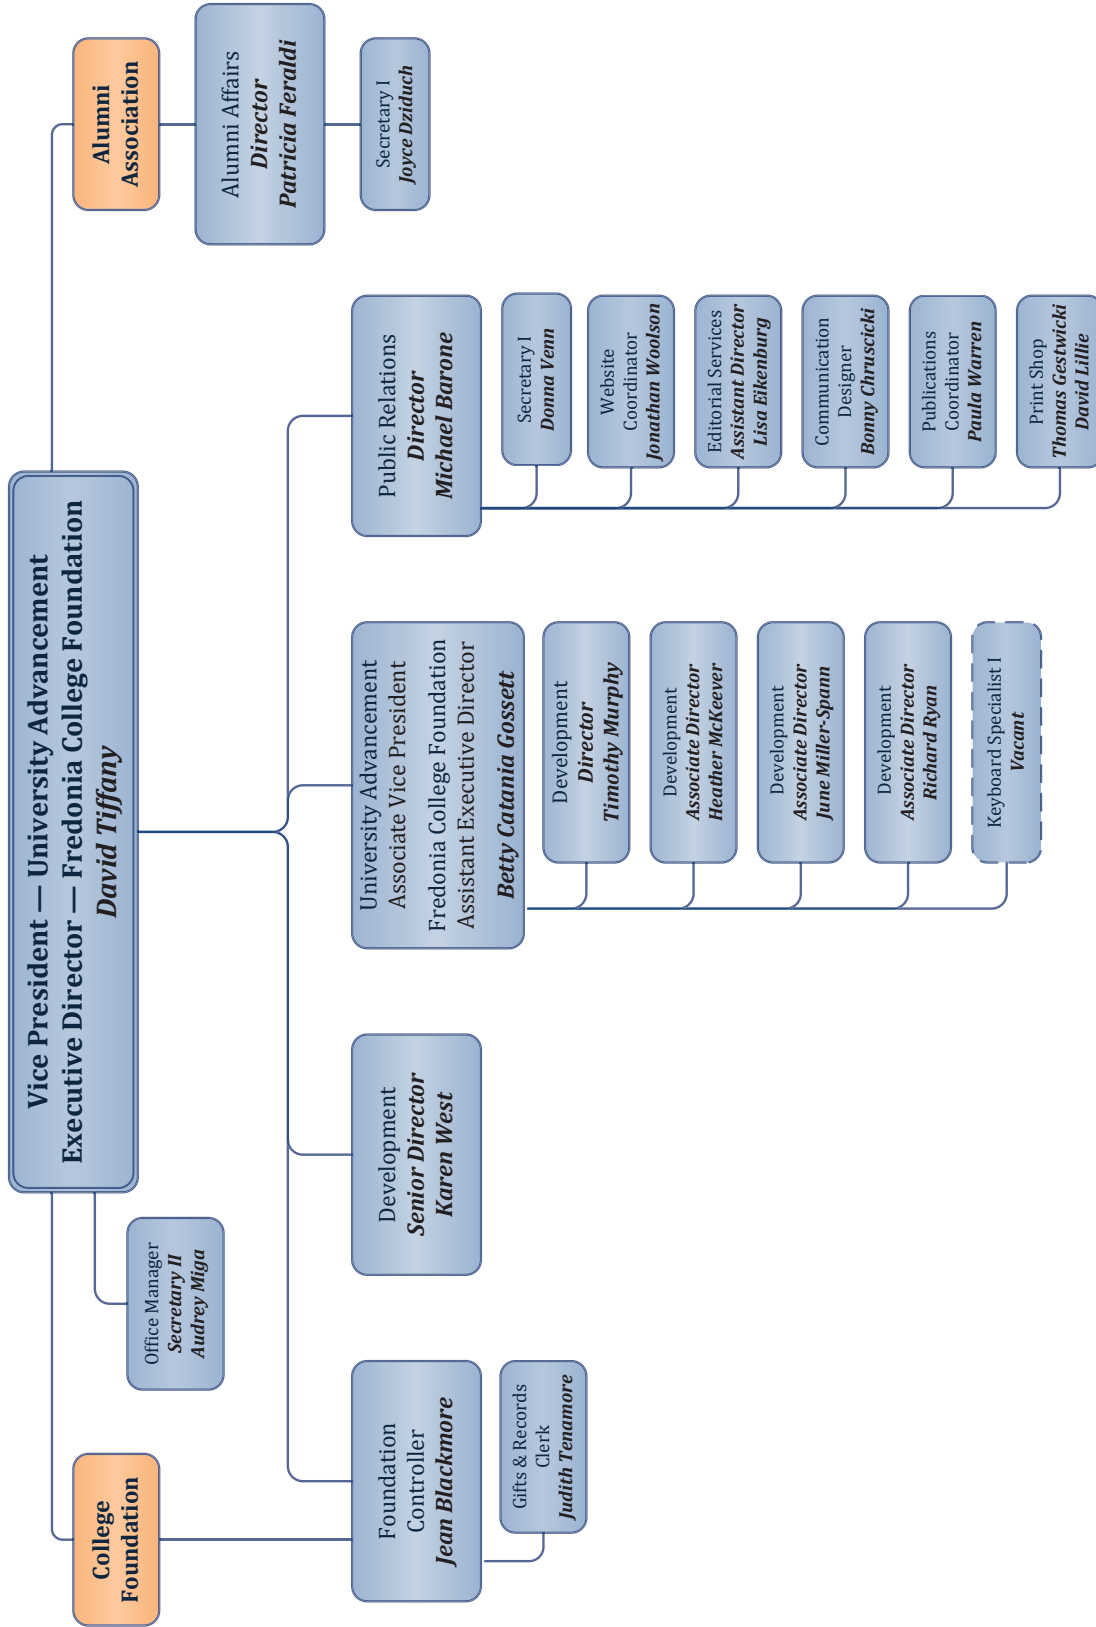 Vice President — University Advancement
Executive Director — Fredonia College Foundation
David Tiffany
College
Foundation
Office Manager
Secretary II
Audrey Miga
Alumni
Association
Alumni Affairs
Director
Patricia Feraldi
Secretary I
Joyce Dziduch
Foundation
Controller
Jean Blackmore
Gifts & Records
Clerk
Judith Tenamore
Development
Senior Director
Karen West
University Advancement
Associate Vice President
Fredonia College Foundation
Assistant Executive Director
Betty Catania Gossett
Development
Director
Timothy Murphy
Development
Associate Director
Heather McKeever
Development
Associate Director
June Miller-Spann
Development
Associate Director
Richard Ryan
Keyboard Specialist I
Vacant
Public Relations
Director
Michael Barone
Secretary I
Donna Venn
Website
Coordinator
Jonathan Woolson
Editorial Services
Assistant Director
Lisa Eikenburg
Communication
Designer
Bonny Chruscicki
Publications
Coordinator
Paula Warren
Print Shop
Thomas Gestwicki
David Lillie